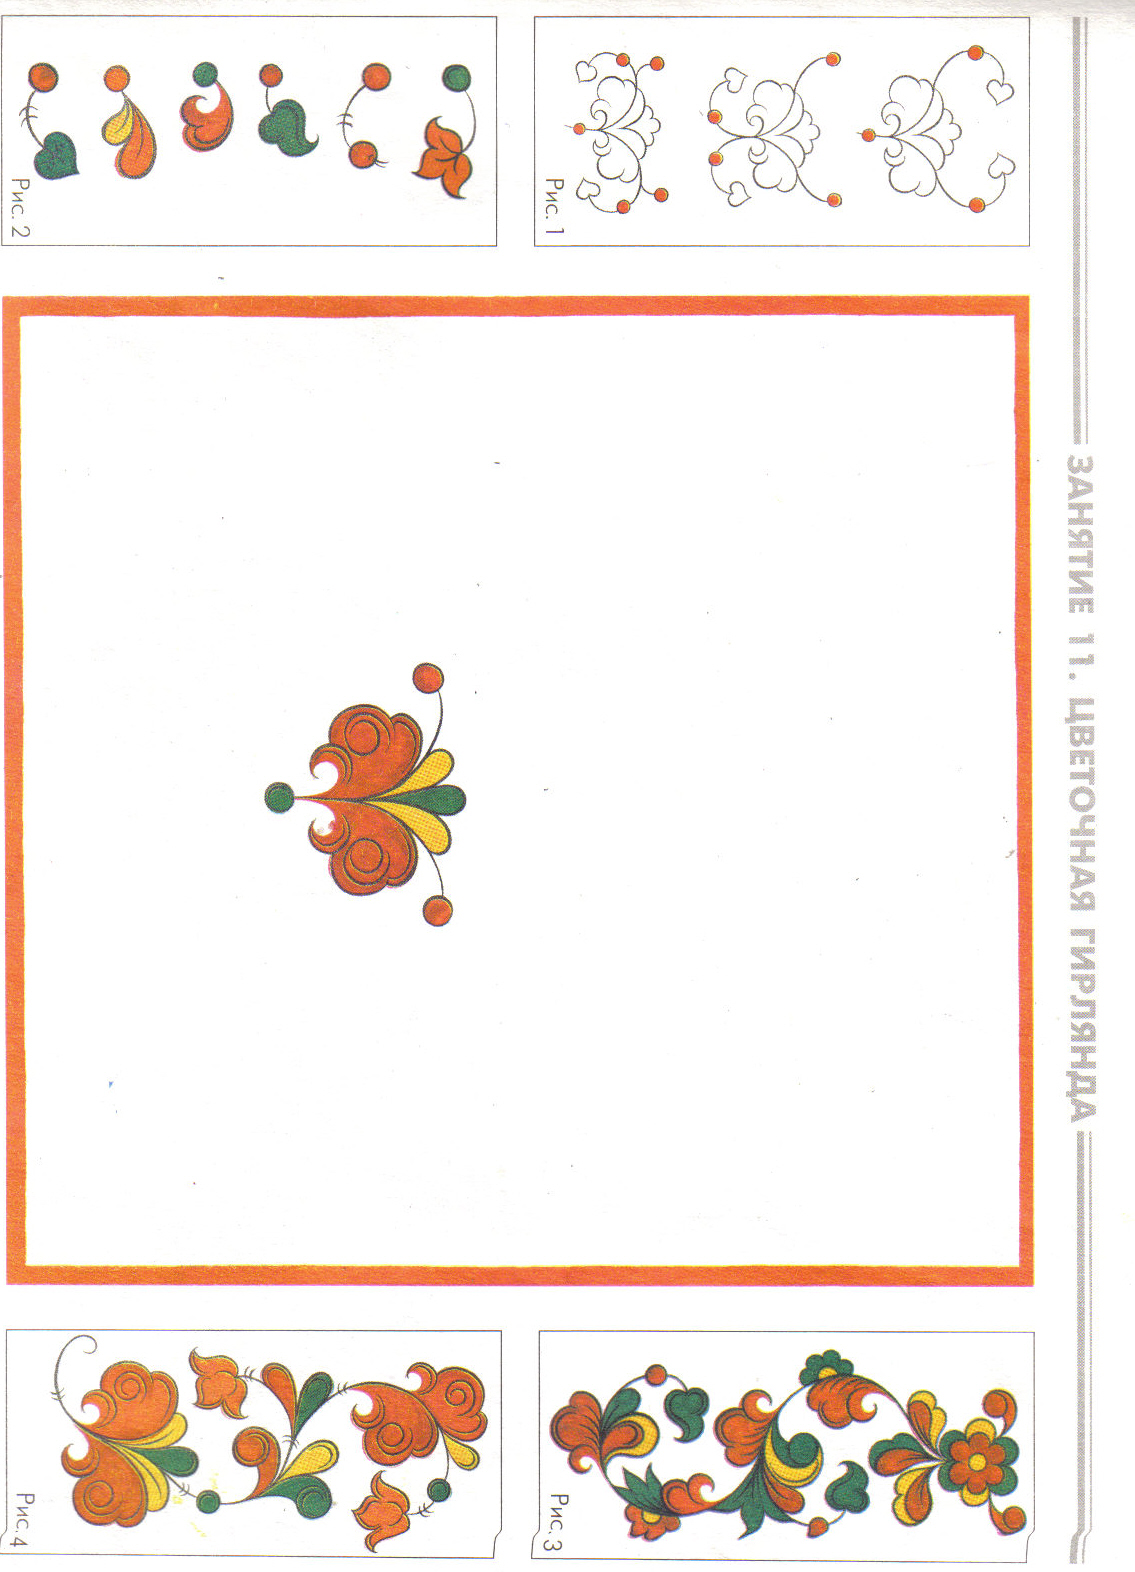 ЗАНЯТИЕ 11. ЦВЕТОЧНАЯ ГИРЛЯНДА
Рис. 1
Рис. 2
Рис. 3
Рис. 4